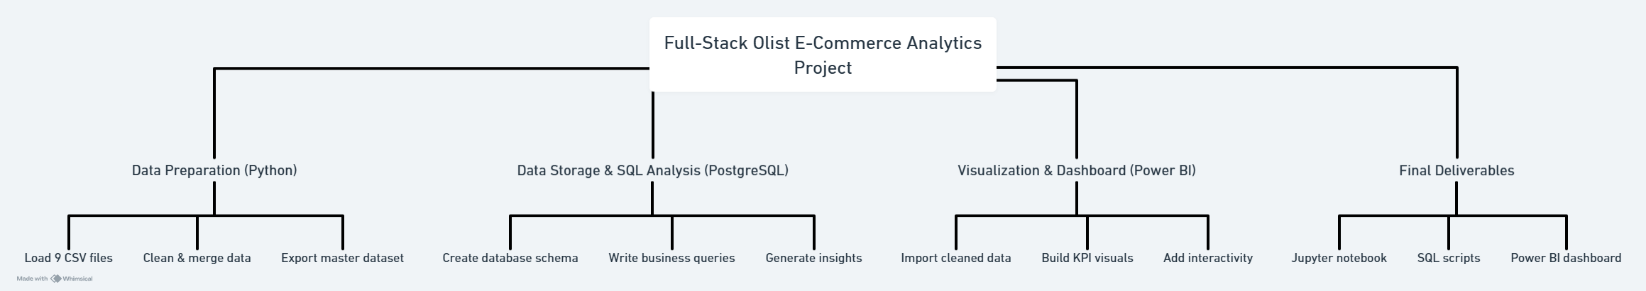 Full-Stack Olist E-Commerce Analytics
Project
Data Preparation (Python)
Data Storage & SQL Analysis (PostgreSQL)
Visualization & Dashboard (Power BI)
Final Deliverables
Load 9 CSV files
Clean & merge data
Export master dataset
Create database schema
Write business queries
Generate insights
Import cleaned data
Build KPI visuals
Add interactivity
Jupyter notebook
SQL scripts
Power BI dashboard
Made with Whimsical